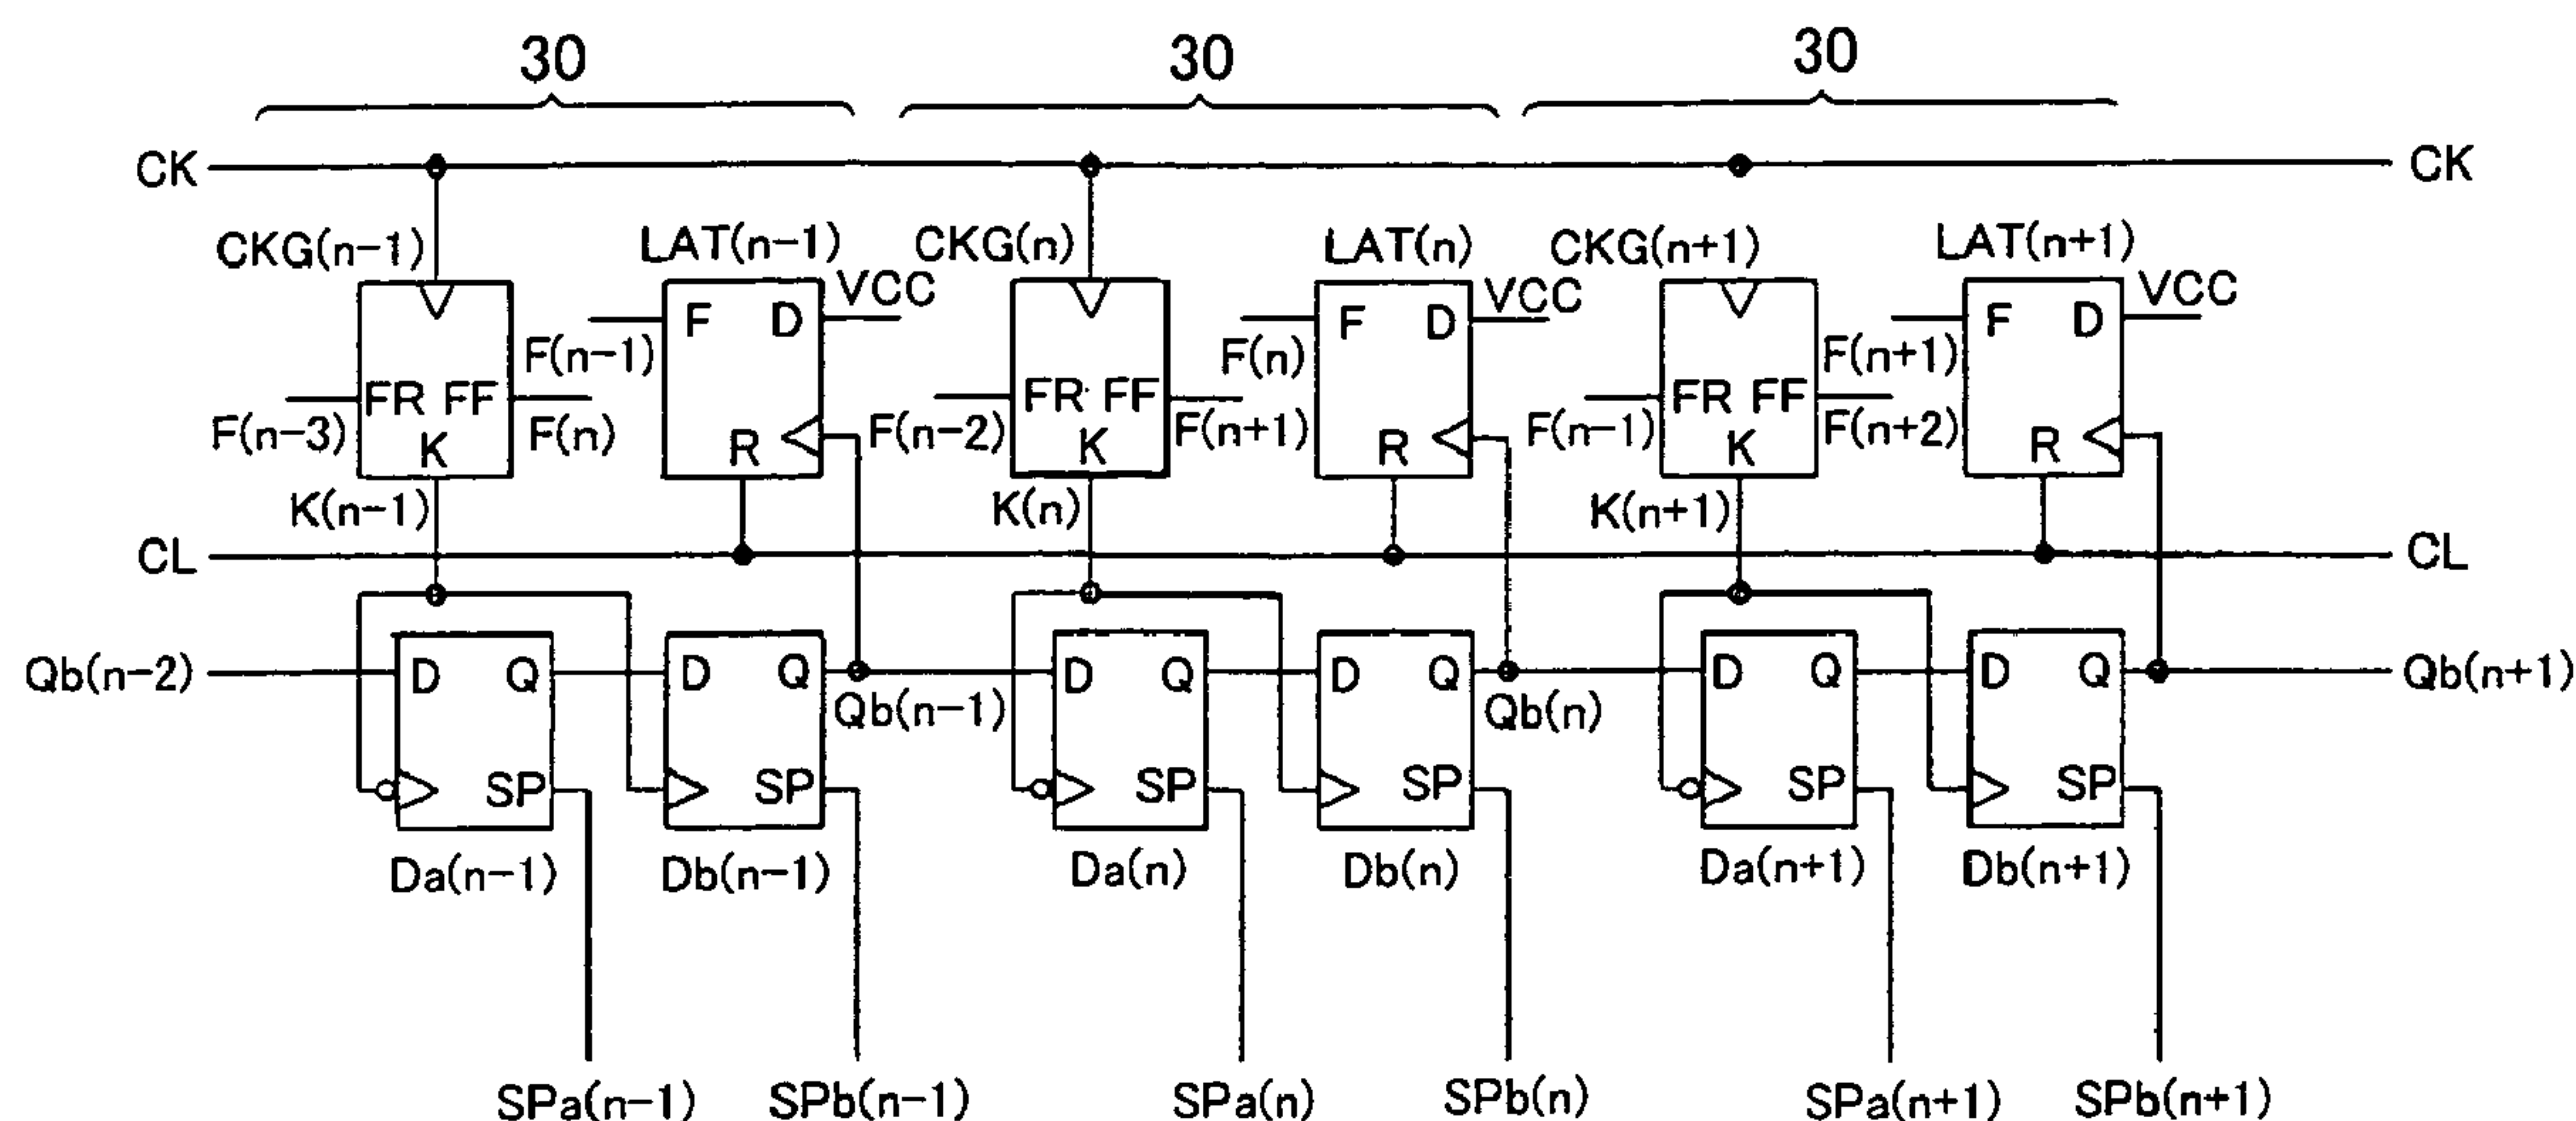 30 30 30
CK CK
CKG(n-1) LAT(n-1) CKG(n) LAT(n) CKG(n+1) LAT(n+1)
VCC VCC VCC
F D F D F D
F(n-1) F(n) F(n+1)
FR FF FR FF FR FF
F(n-3) K F(n) R F(n-2) K F(n+1) R F(n-1) K F(n+2) R
K(n-1) K(n) K(n+1)
CL CL
Qb(n-2) D Q D Q D Q D Q D Q D Q Qb(n+1)
Qb(n-1) Qb(n)
SP SP SP SP SP SP
Da(n-1) Db(n-1) Da(n) Db(n) Da(n+1) Db(n+1)
SPa(n-1) SPb(n-1) SPa(n) SPb(n) SPa(n+1) SPb(n+1)